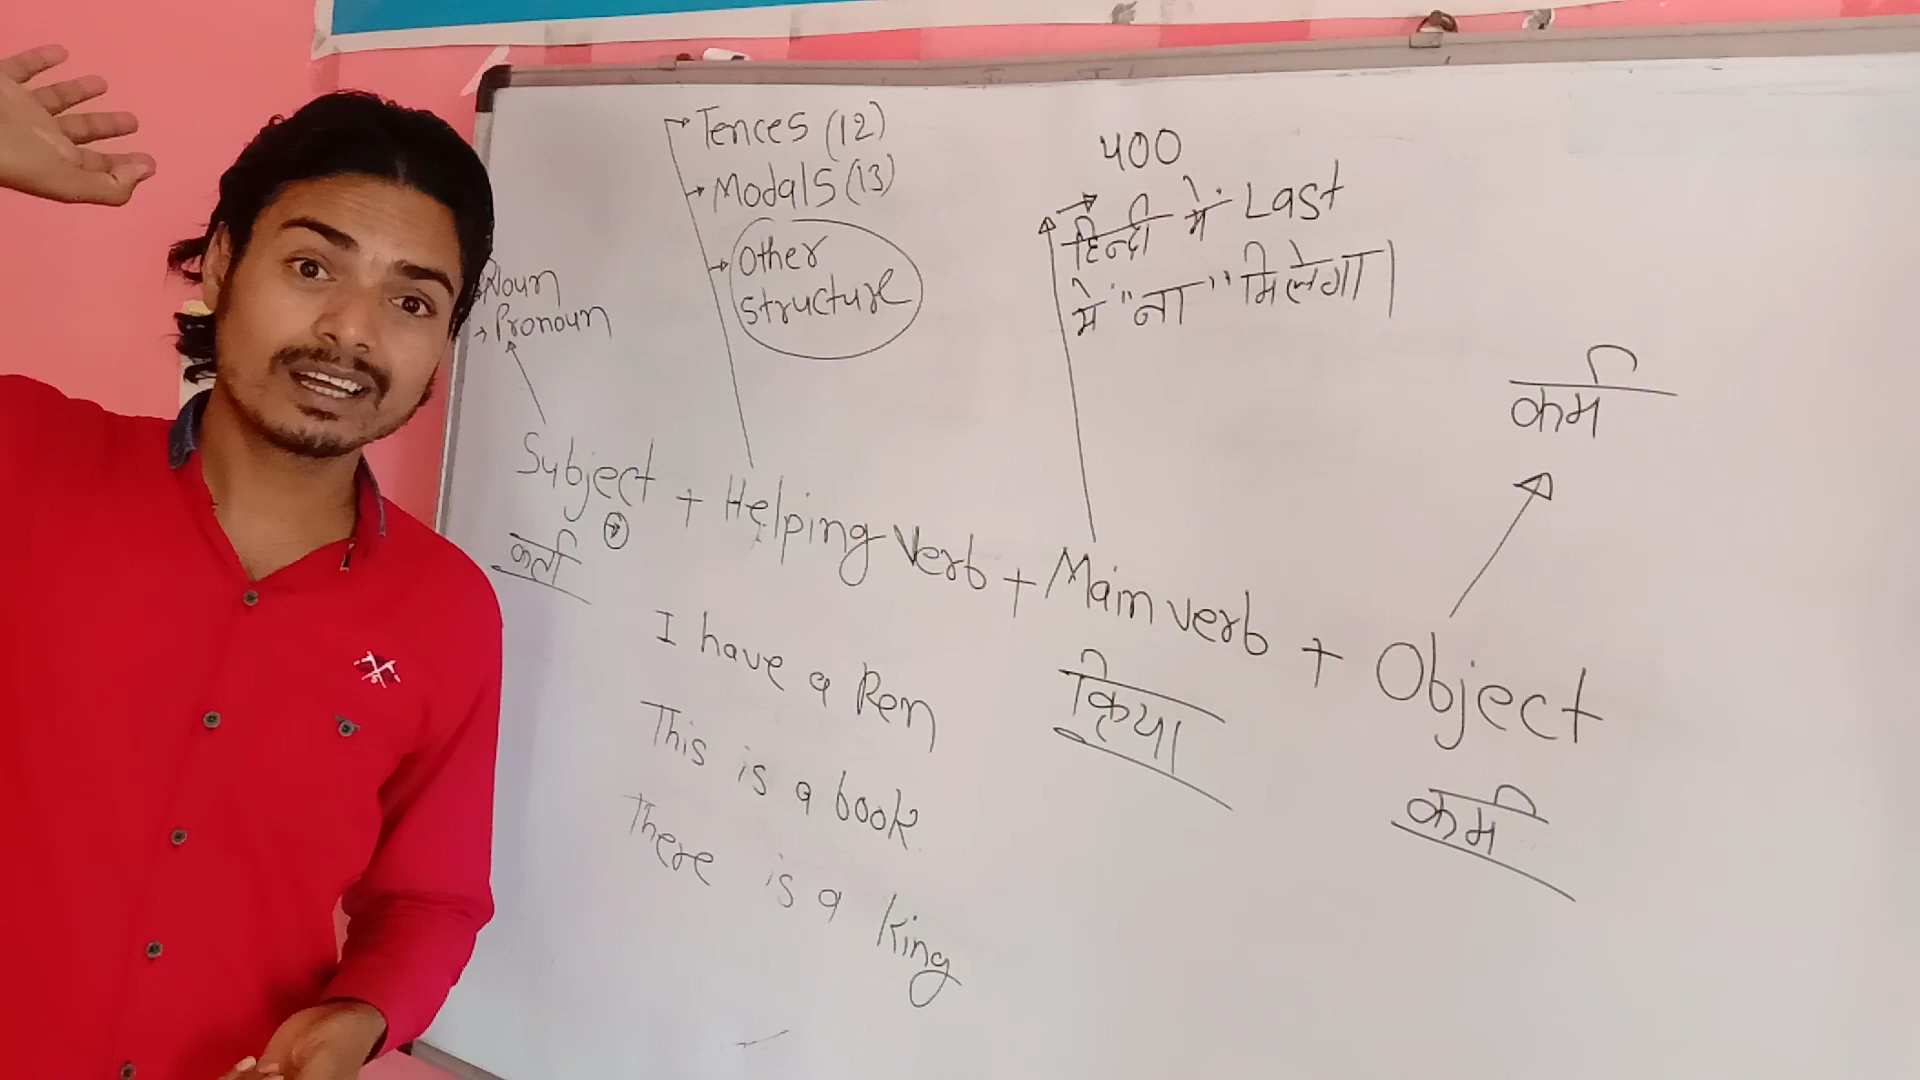 Tences (12)
Modals (13)
Other
structure
400
हिन्दी में Last
में "ना" मिलेगा।
Noun
Pronoun
कर्म
Subject + Helping Verb + Main verb + Object
कर्ता
क्रिया
कर्म
I have a Pen
This is a book
There is a king